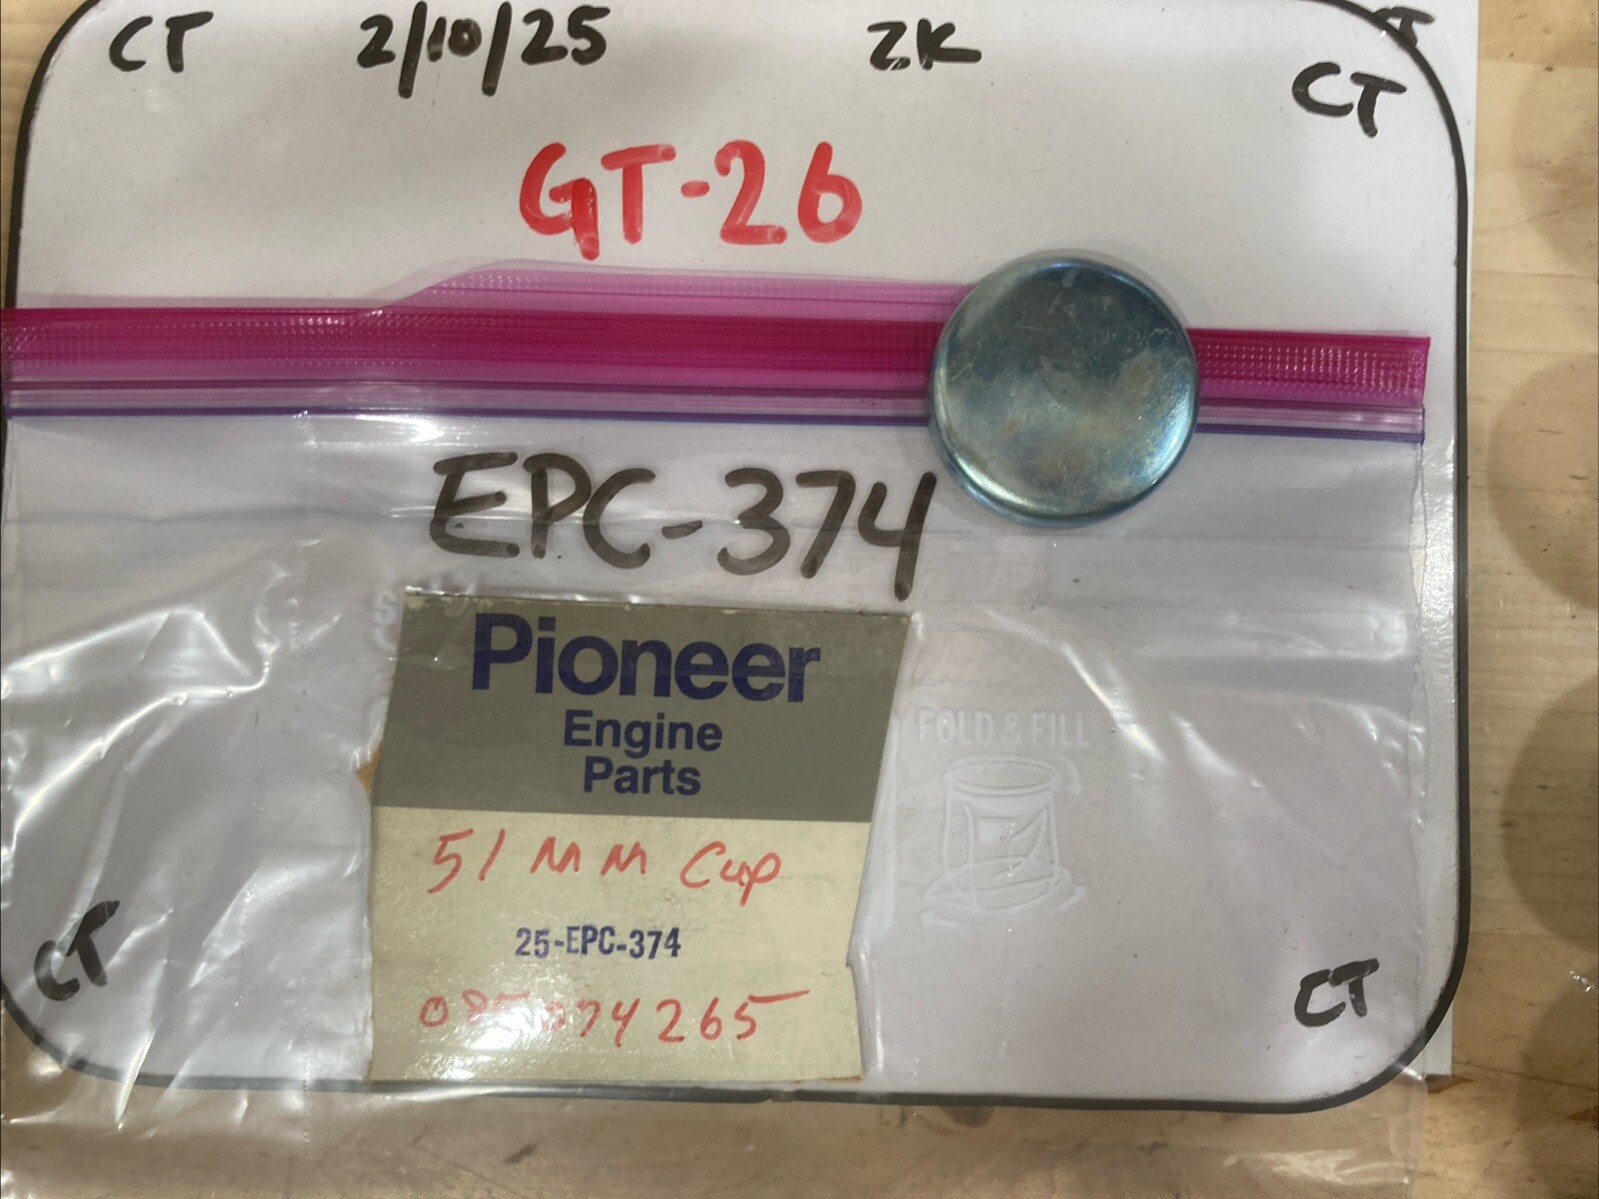 CT 2/10/25 ZK
CT
GT-26
EPC-374
Pioneer
Engine
Parts
FOLD & FILL
51 MM Cup
25-EPC-374
CT
CT